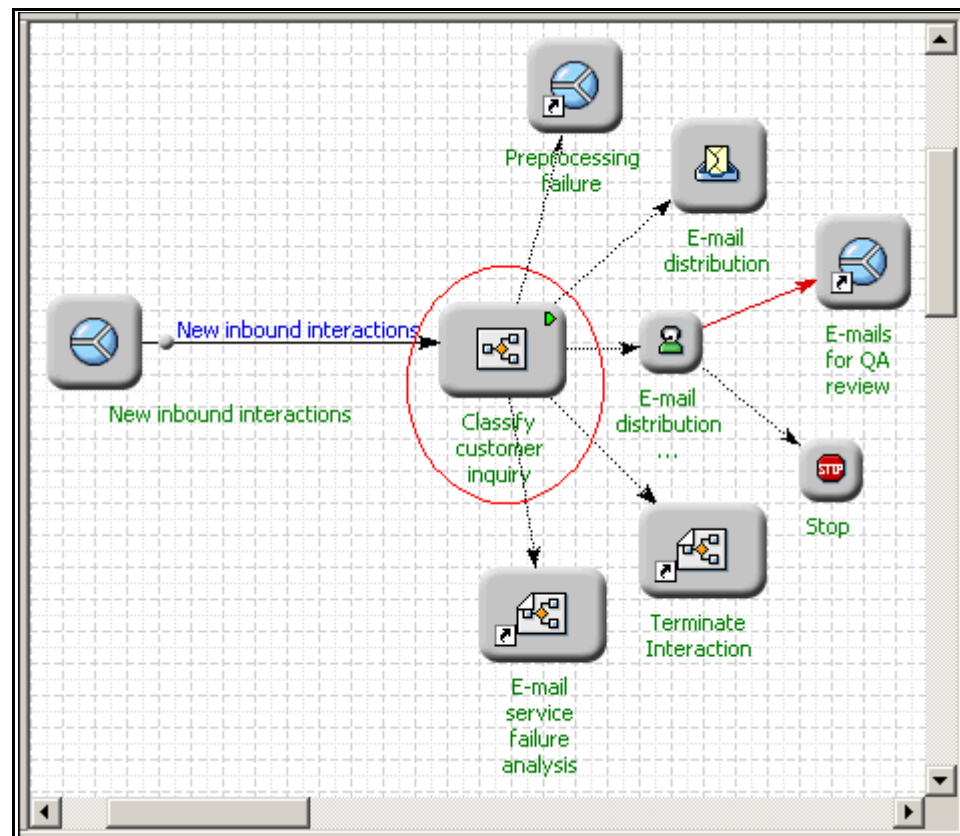 Preprocessing
failure
E-mail
distribution
New inbound interactions
New inbound interactions
Classify
customer
inquiry
E-mail
distribution
...
E-mails
for QA
review
STOP
Stop
Terminate
Interaction
E-mail
service
failure
analysis